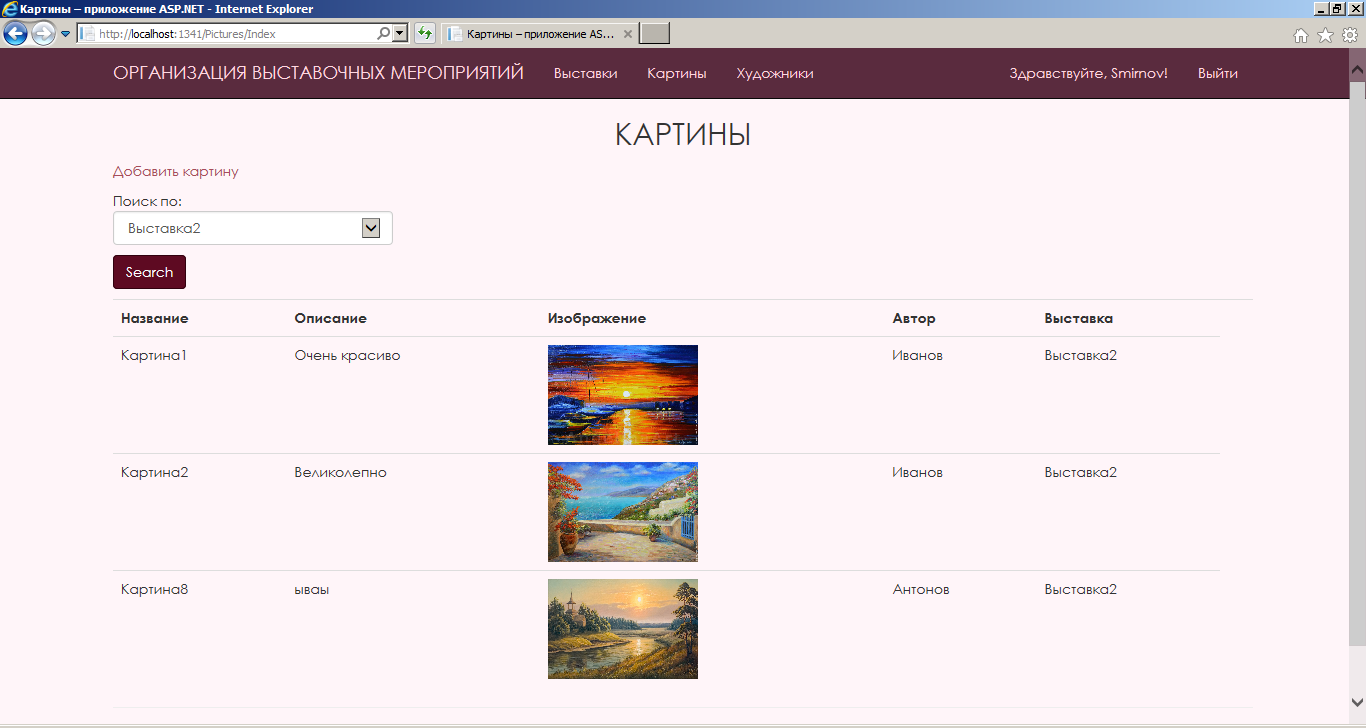 Картины – приложение ASP.NET - Internet Explorer
http://localhost:1341/Pictures/Index
Картины – приложение AS...
ОРГАНИЗАЦИЯ ВЫСТАВОЧНЫХ МЕРОПРИЯТИЙ Выставки Картины Художники Здравствуйте, Smirnov! Выйти
КАРТИНЫ
Добавить картину
Поиск по:
Выставка2
Search
Название Описание Изображение Автор Выставка
Картина1 Очень красиво Иванов Выставка2
Картина2 Великолепно Иванов Выставка2
Картина8 ываы Антонов Выставка2